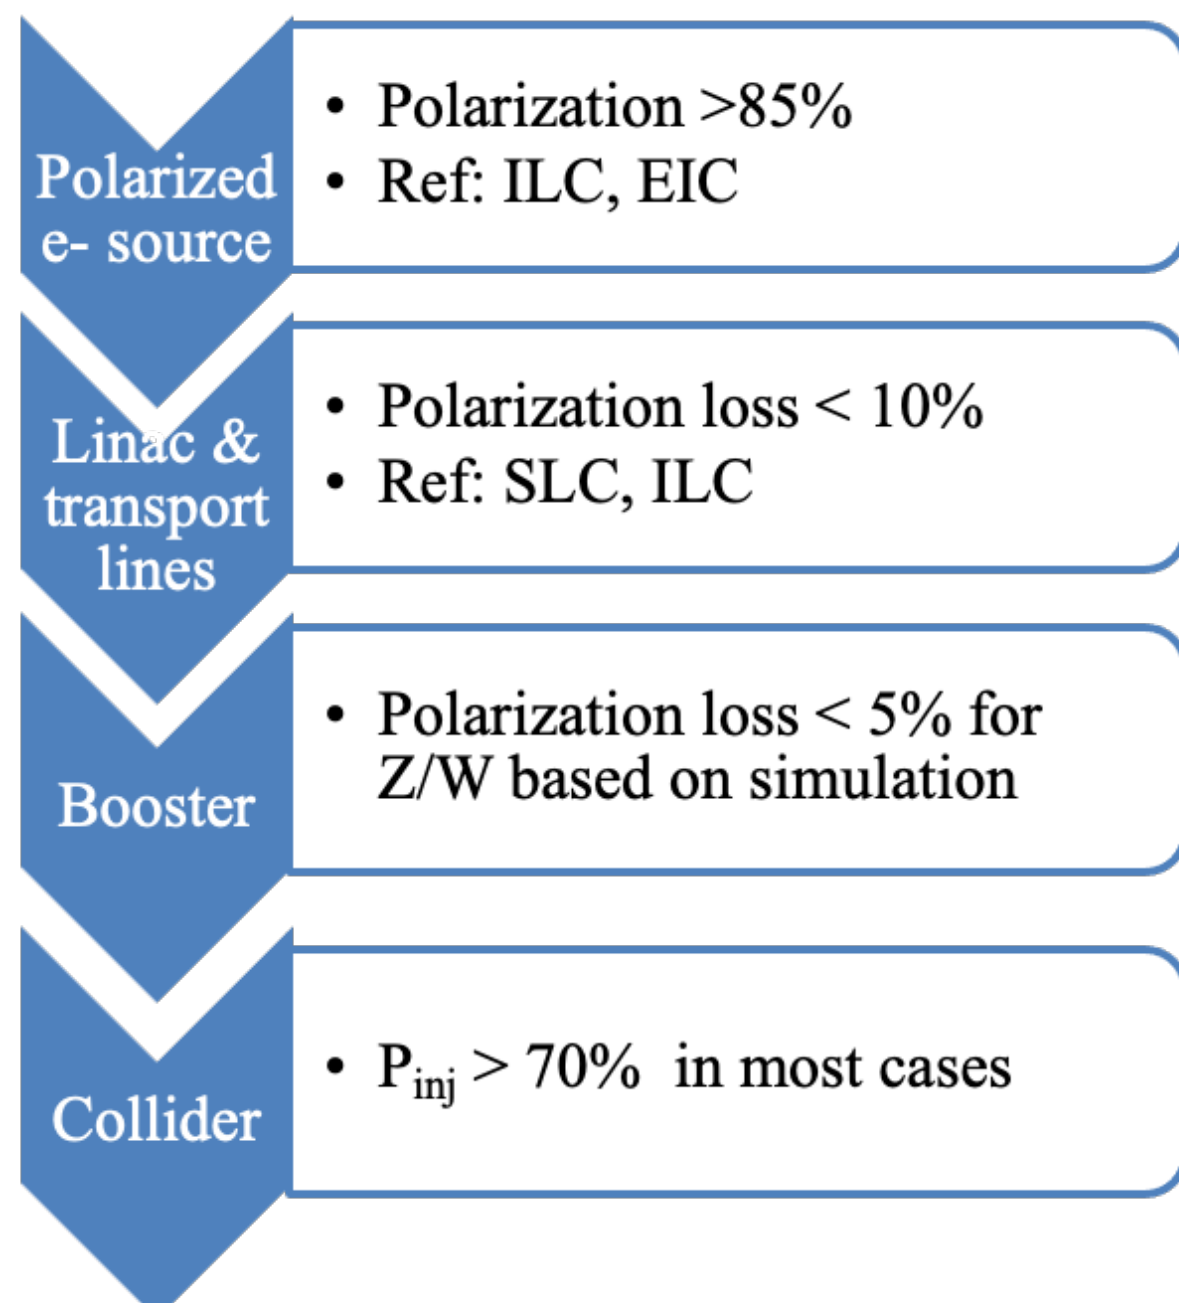 Polarized
e- source
• Polarization >85%
• Ref: ILC, EIC
Linac &
transport
lines
• Polarization loss < 10%
• Ref: SLC, ILC
Booster
• Polarization loss < 5% for
Z/W based on simulation
Collider
• Pinj > 70% in most cases